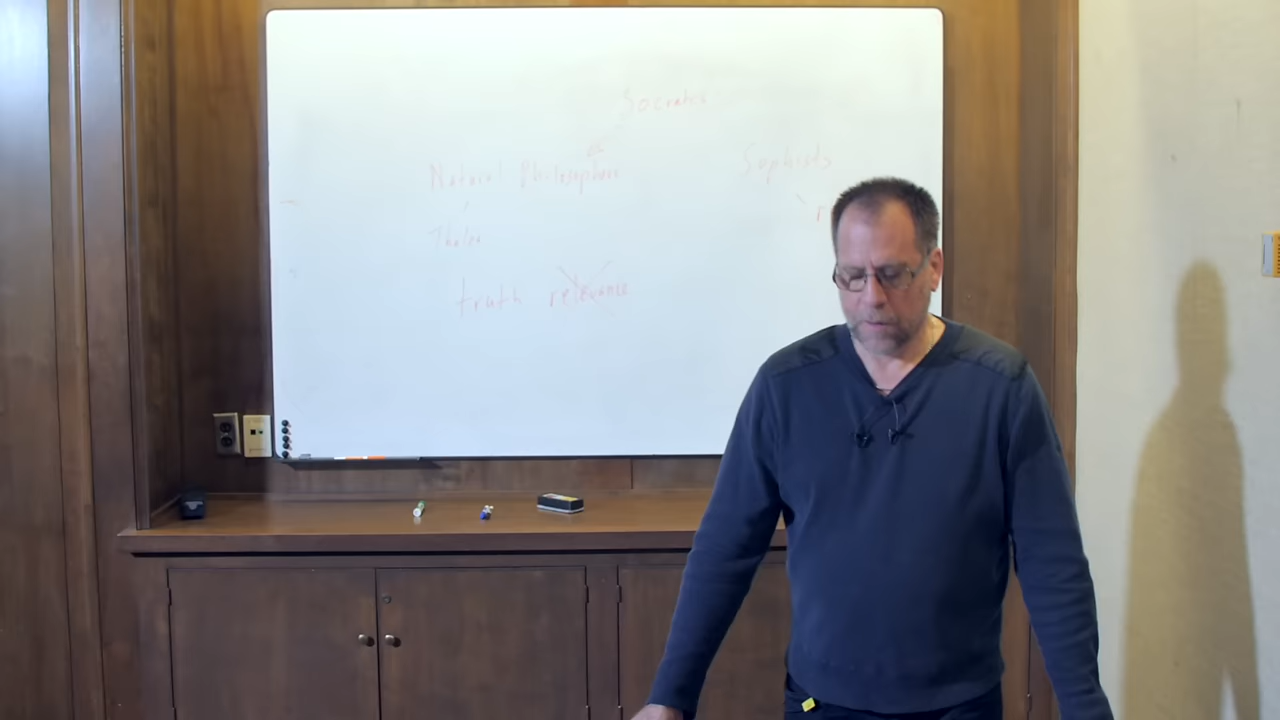 Socrates
Natural Philosophers
Sophists
r
Thales
truth relevance